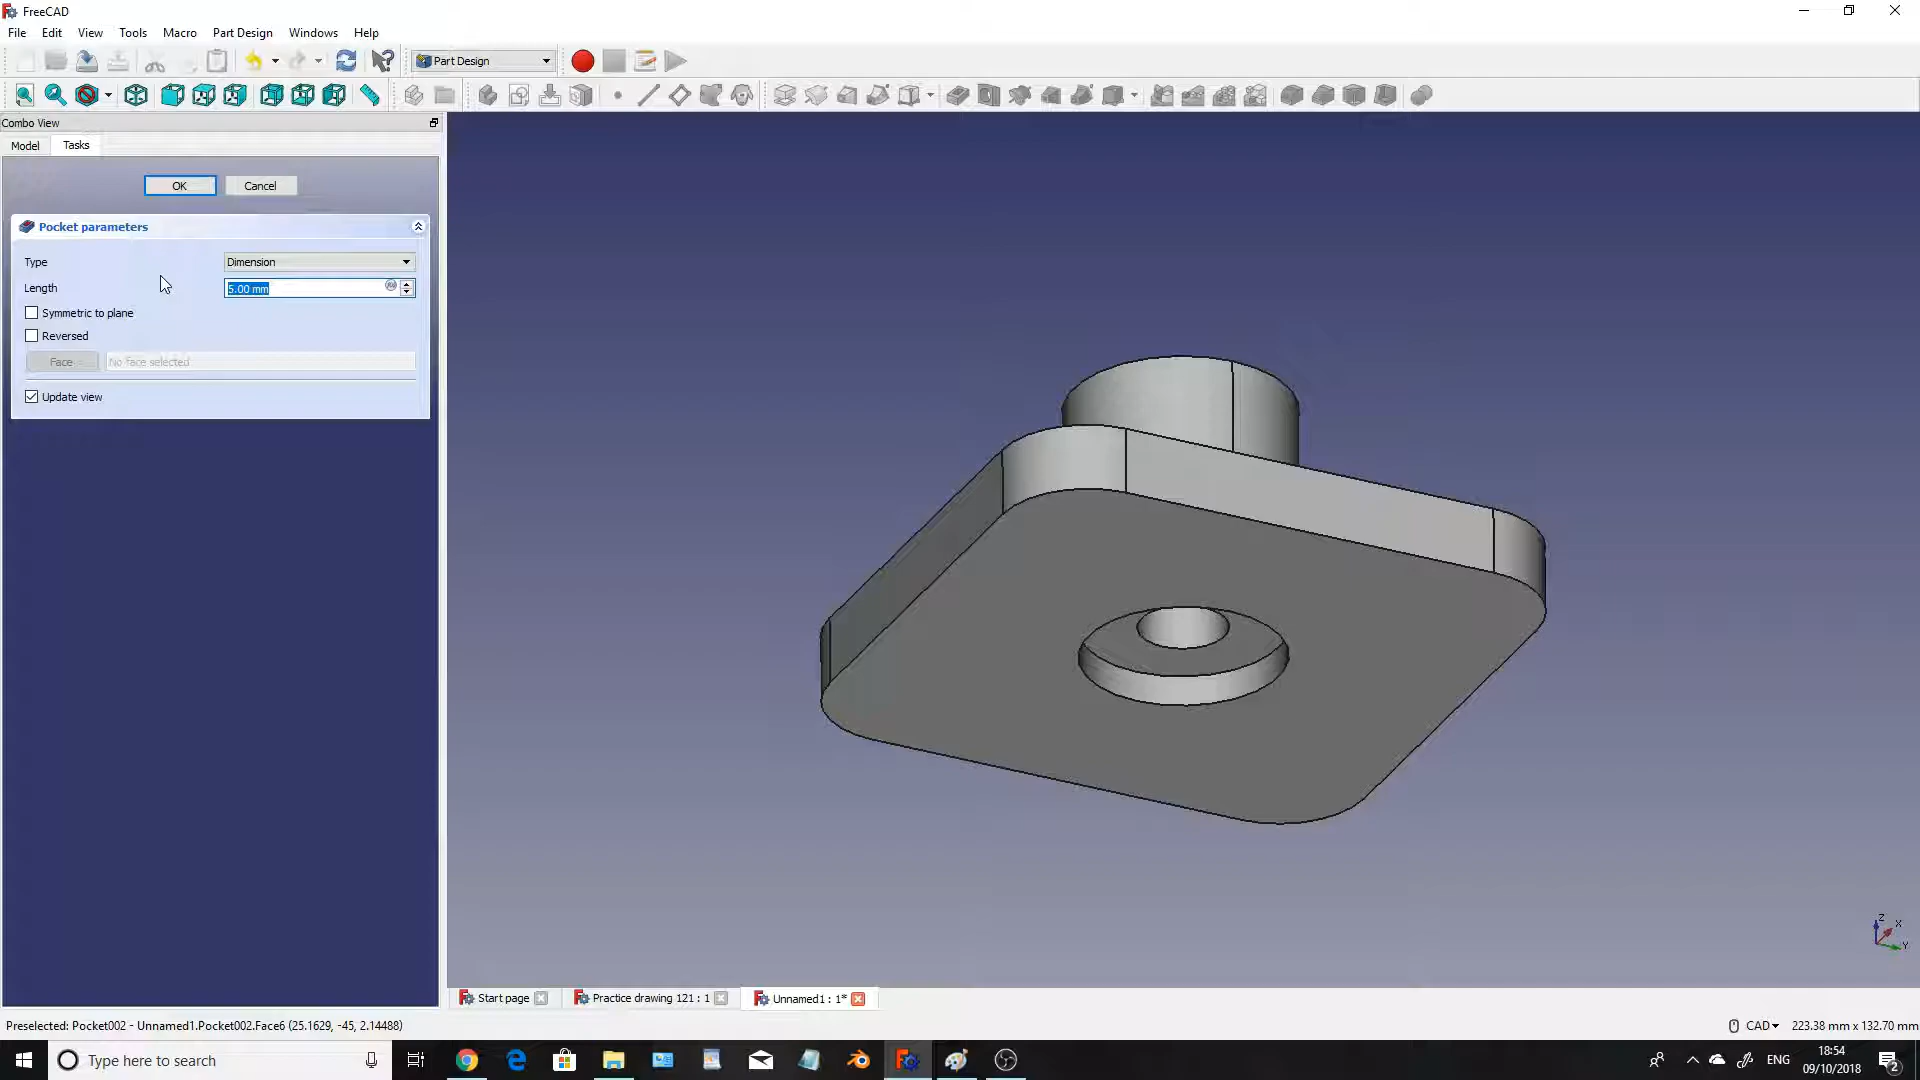 FreeCAD
File Edit View Tools Macro Part Design Windows Help
Part Design
Combo View
Model Tasks
OK Cancel
Pocket parameters
Type Dimension
Length 5.00 mm
Symmetric to plane
Reversed
Face No face selected
Update view
Z
X
Y
Start page Practice drawing 121 : 1 Unnamed1 : 1*
Preselected: Pocket002 - Unnamed1.Pocket002.Face6 (25.1629, -45, 2.14488) CAD 223.38 mm x 132.70 mm
Type here to search ENG 18:54
09/10/2018 2